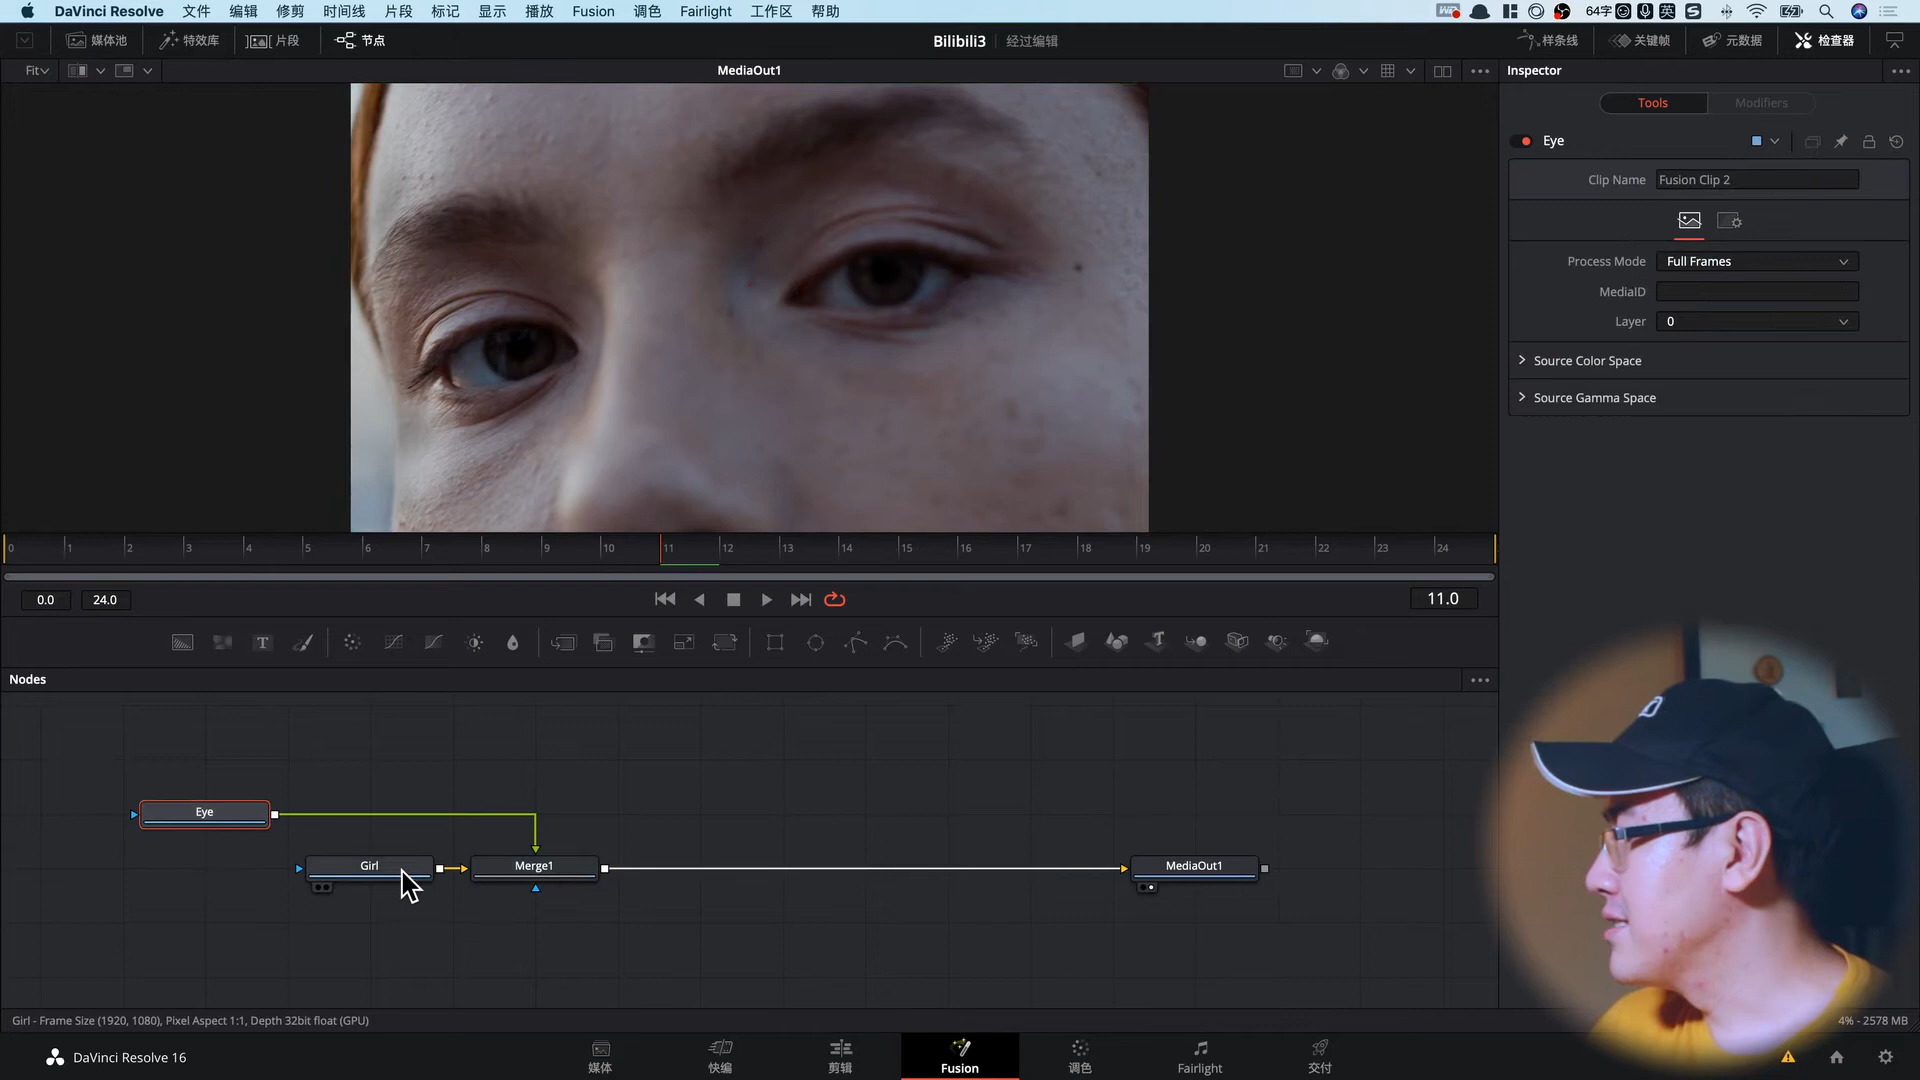 DaVinci Resolve 文件 编辑 修剪 时间线 片段 标记 显示 播放 Fusion 调色 Fairlight 工作区 帮助 64字 英
媒体池 特效库 片段 节点 Bilibili3 经过编辑 样条线 关键帧 元数据 检查器
Fit MediaOut1 Inspector
Tools Modifiers
Eye
Clip Name Fusion Clip 2
Process Mode Full Frames
MediaID
Layer 0
Source Color Space
Source Gamma Space
0 1 2 3 4 5 6 7 8 9 10 11 12 13 14 15 16 17 18 19 20 21 22 23 24
0.0 24.0 11.0
Nodes
Eye
Girl Merge1 MediaOut1
Girl - Frame Size (1920, 1080), Pixel Aspect 1:1, Depth 32bit float (GPU) 4% - 2578 MB
DaVinci Resolve 16 媒体 快编 剪辑 Fusion 调色 Fairlight 交付